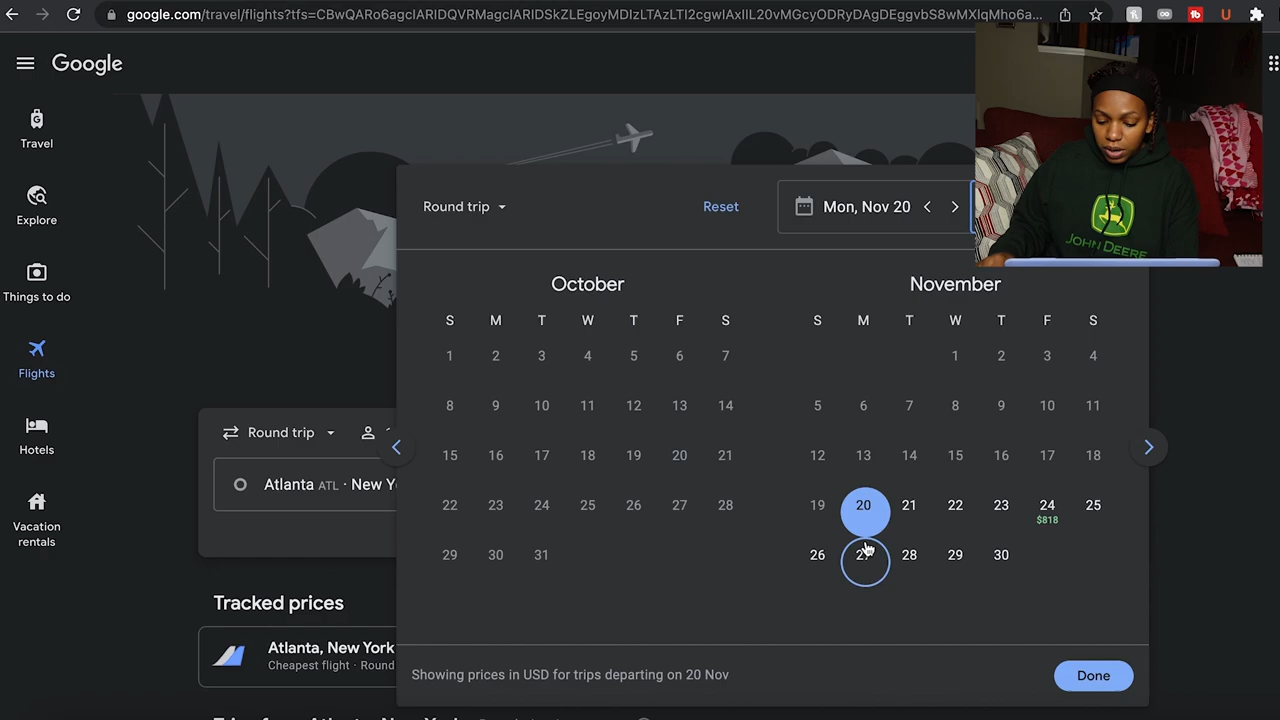 google.com/travel/flights?tfs=CBwQARo6agcIARIDQVRMagcIARIDSkZLEgoyMDIzLTAzLTI2cgwIAxIIL20vMGcyODRyDAgDEggvbS8wMXlqMho6a...
Google
Travel
Explore
Things to do
Flights
Hotels
Vacation
rentals
Round trip
Reset
Mon, Nov 20
JOHN DEERE
October
November
S M T W T F S
S M T W T F S
1 2 3 4 5 6 7
1 2 3 4
8 9 10 11 12 13 14
5 6 7 8 9 10 11
15 16 17 18 19 20 21
12 13 14 15 16 17 18
22 23 24 25 26 27 28
19 20 21 22 23 24 25
$818
29 30 31
26 27 28 29 30
Round trip
Atlanta ATL · New Y
Tracked prices
Atlanta, New York
Cheapest flight · Round
Showing prices in USD for trips departing on 20 Nov
Done